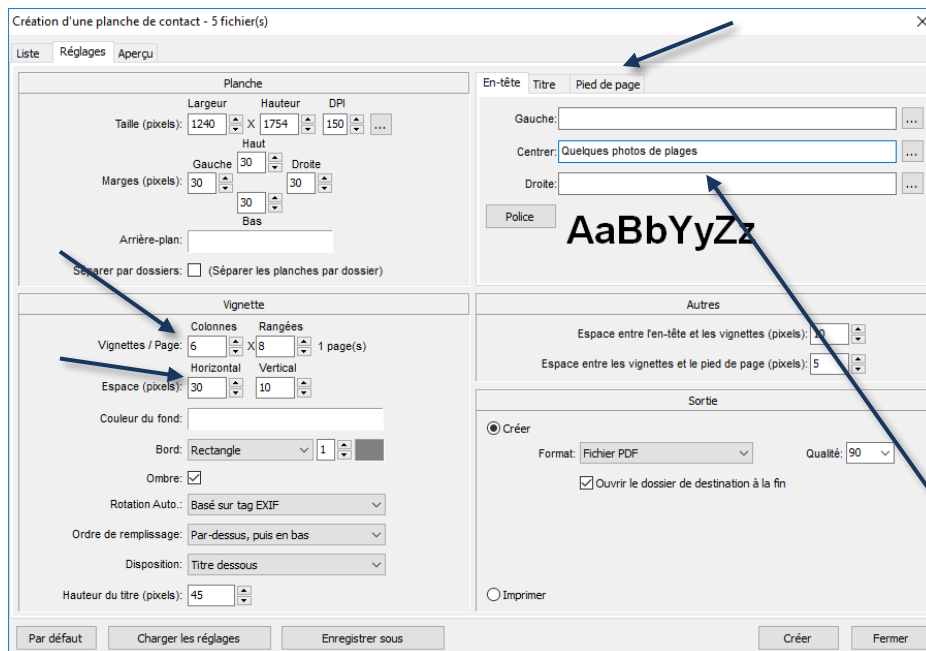 Création d'une planche de contact - 5 fichier(s)
Liste Réglages Aperçu
Planche
Largeur Hauteur DPI
Taille (pixels): 1240 X 1754 150 ...
Haut
Gauche 30 Droite
Marges (pixels): 30 30
30
Bas
Arrière-plan:
Séparer par dossiers: (Séparer les planches par dossier)
Vignette
Colonnes Rangées
Vignettes / Page: 6 X 8 1 page(s)
Horizontal Vertical
Espace (pixels): 30 10
Couleur du fond:
Bord: Rectangle 1
Ombre:
Rotation Auto.: Basé sur tag EXIF
Ordre de remplissage: Par-dessus, puis en bas
Disposition: Titre dessous
Hauteur du titre (pixels): 45
En-tête Titre Pied de page
Gauche: ...
Centrer: Quelques photos de plages ...
Droite: ...
Police AaBbYyZz
Autres
Espace entre l'en-tête et les vignettes (pixels): 10
Espace entre les vignettes et le pied de page (pixels): 5
Sortie
Créer
Format: Fichier PDF Qualité: 90
Ouvrir le dossier de destination à la fin
Imprimer
Par défaut Charger les réglages Enregistrer sous Créer Fermer